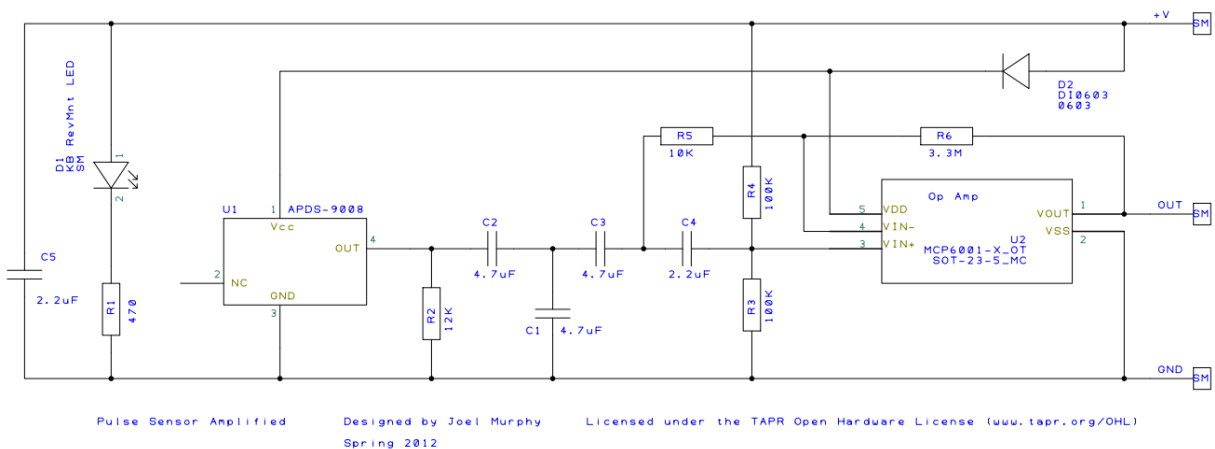 +V
SM
D2
DI0603
0603
D1
KB RevMnt LED
SM
1
2
R5
10K
R6
3.3M
R4
100K
U1
APDS-9008
1
Vcc
OUT
4
2
NC
GND
3
C5
2.2uF
R1
470
C2
4.7uF
C3
4.7uF
C4
2.2uF
R2
12K
C1
4.7uF
R3
100K
Op Amp
5
VDD
4
VIN-
3
VIN+
VOUT
1
VSS
2
U2
MCP6001-X_OT
SOT-23-5_MC
OUT
SM
GND
SM
Pulse Sensor Amplified
Designed by Joel Murphy
Licensed under the TAPR Open Hardware License (www.tapr.org/OHL)
Spring 2012